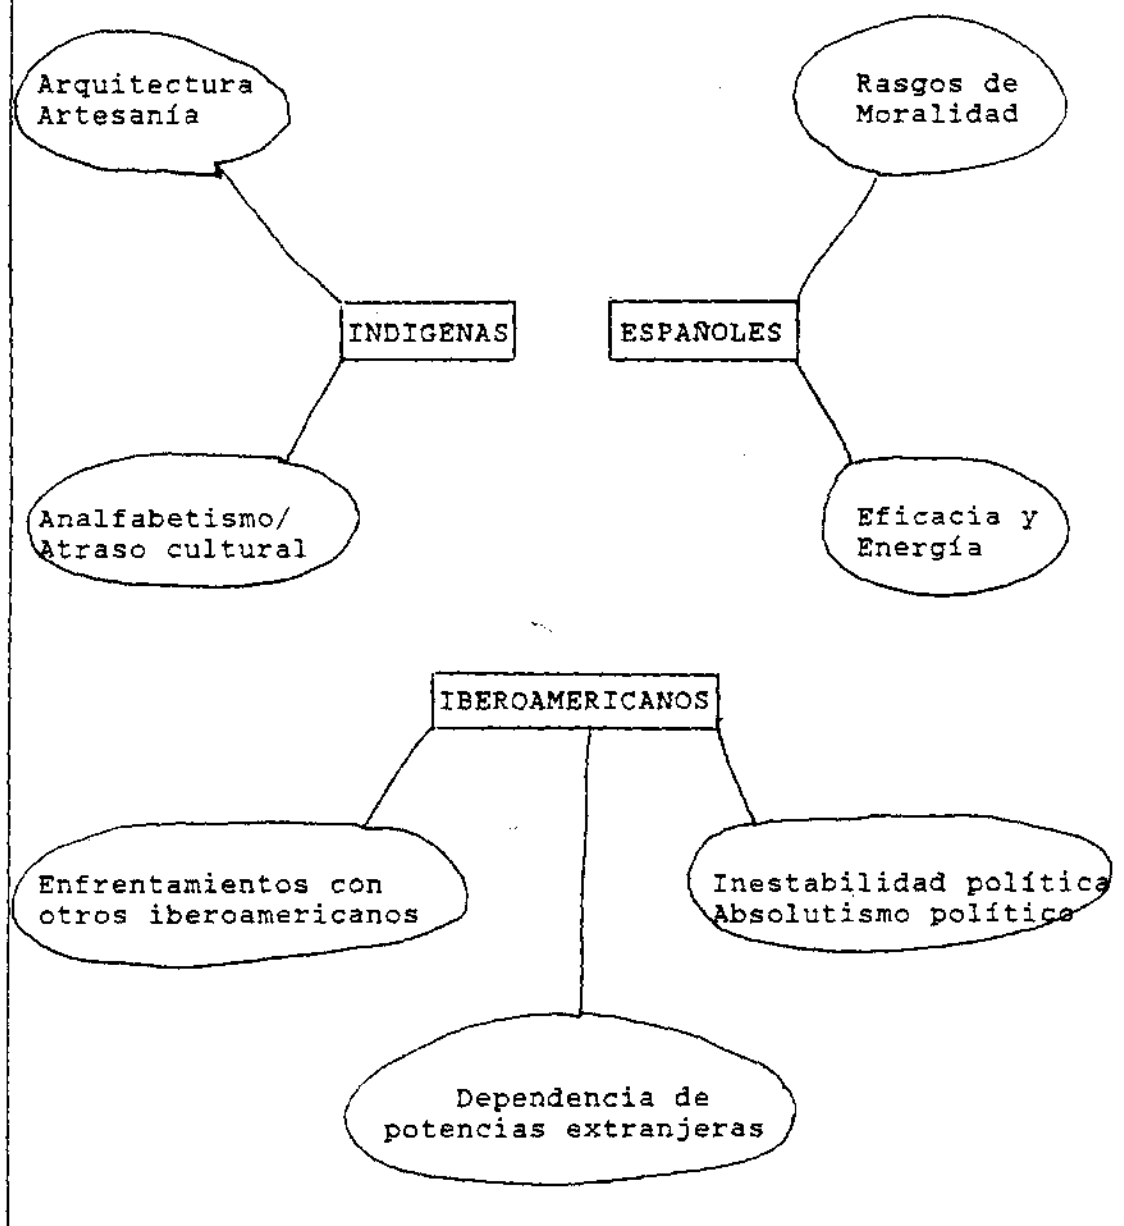 Arquitectura
Artesanía
Rasgos de
Moralidad
INDIGENAS
ESPAÑOLES
Analfabetismo/
Atraso cultural
Eficacia y
Energía
IBEROAMERICANOS
Enfrentamientos con
otros iberoamericanos
Inestabilidad política
Absolutismo político
Dependencia de
potencias extranjeras